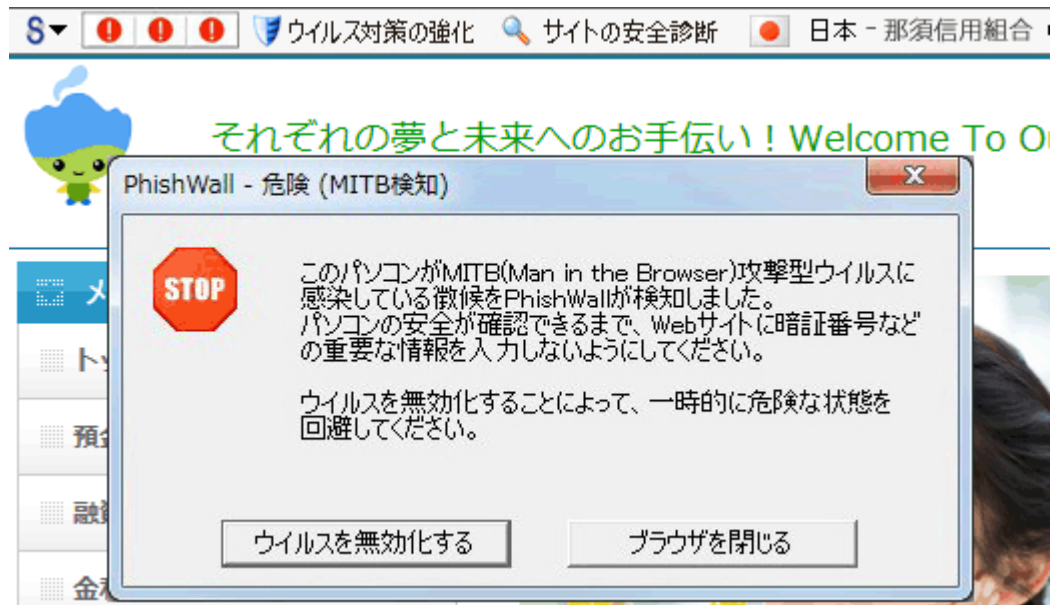 S
ウイルス対策の強化 サイトの安全診断 日本 - 那須信用組合
それぞれの夢と未来へのお手伝い！Welcome To
PhishWall - 危険 (MITB検知)
STOP
このパソコンがMITB(Man in the Browser)攻撃型ウイルスに
感染している徴候をPhishWallが検知しました。
パソコンの安全が確認できるまで、Webサイトに暗証番号など
の重要な情報を入力しないようにしてください。
ウイルスを無効化することによって、一時的に危険な状態を
回避してください。
ウイルスを無効化する ブラウザを閉じる